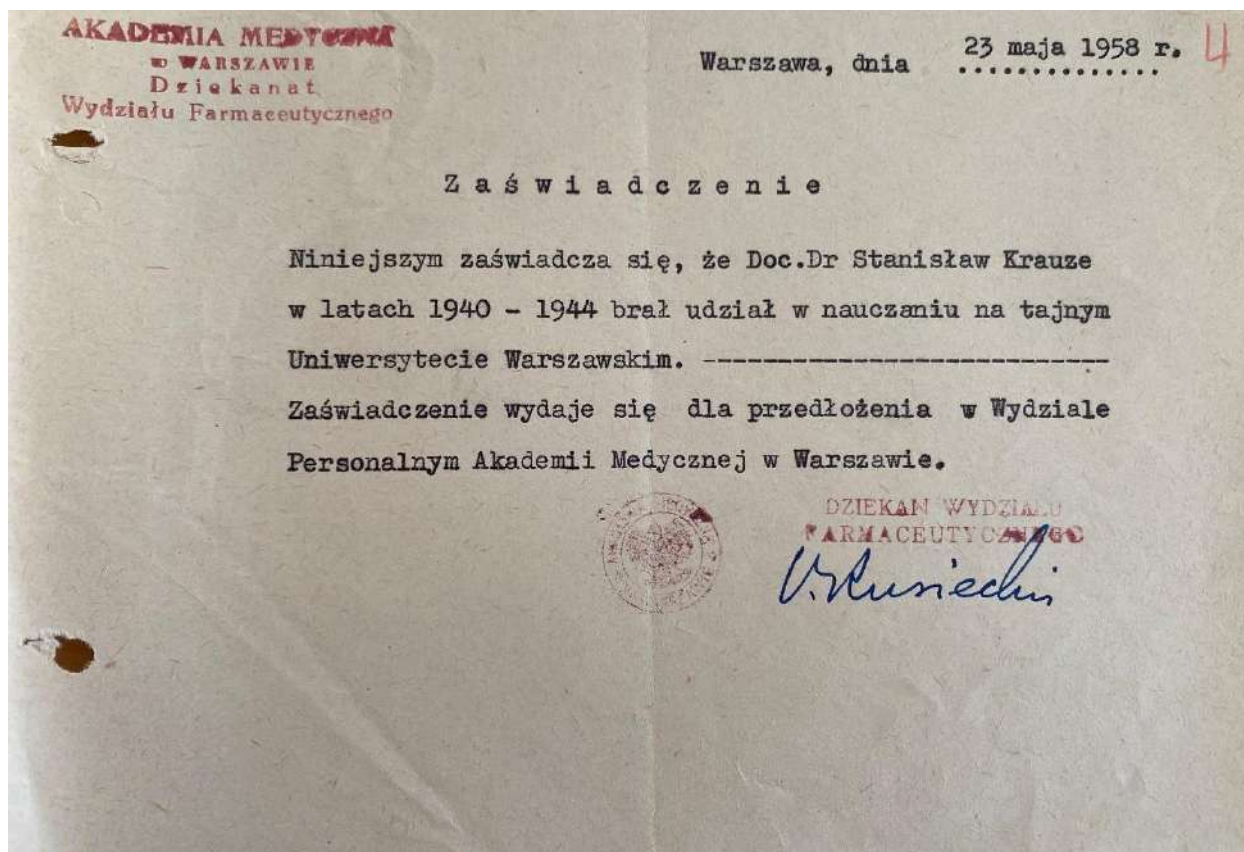 AKADEMIA MEDYCZNA
w WARSZAWIE
Dziekanat
Wydziału Farmaceutycznego
Warszawa, dnia 23 maja 1958 r.
4
Zaświadczenie
Niniejszym zaświadcza się, że Doc.Dr Stanisław Krauze
w latach 1940 - 1944 brał udział w nauczaniu na tajnym
Uniwersytecie Warszawskim. ----------------------------
Zaświadczenie wydaje się dla przedłożenia w Wydziale
Personalnym Akademii Medycznej w Warszawie.
DZIEKAN WYDZIAŁU
FARMACEUTYCZNEGO